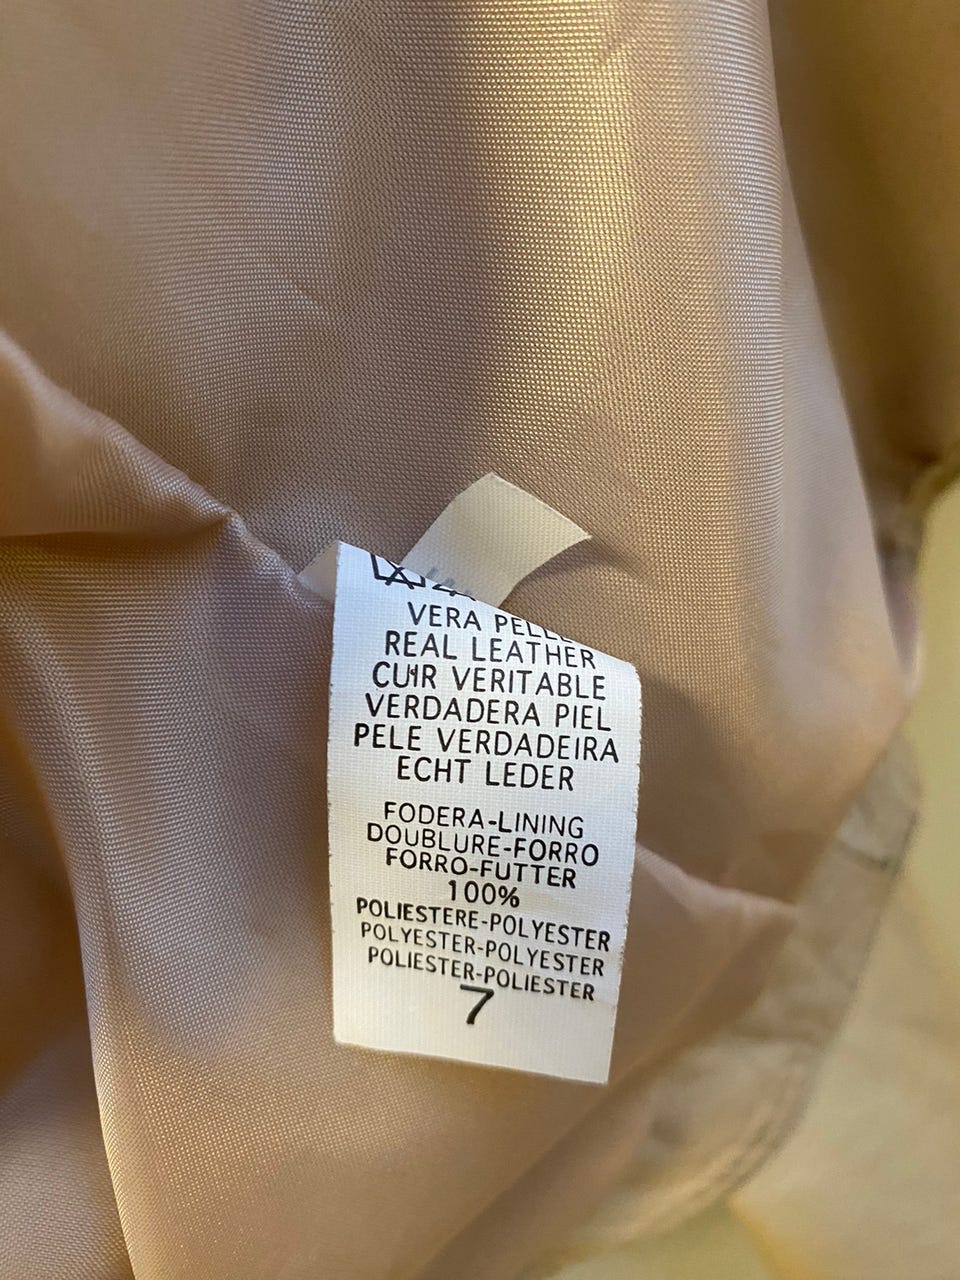 VERA PELLE
REAL LEATHER
CUIR VERITABLE
VERDADERA PIEL
PELE VERDADEIRA
ECHT LEDER
FODERA-LINING
DOUBLURE-FORRO
FORRO-FUTTER
100%
POLIESTERE-POLYESTER
POLYESTER-POLYESTER
POLIESTER-POLIESTER
7